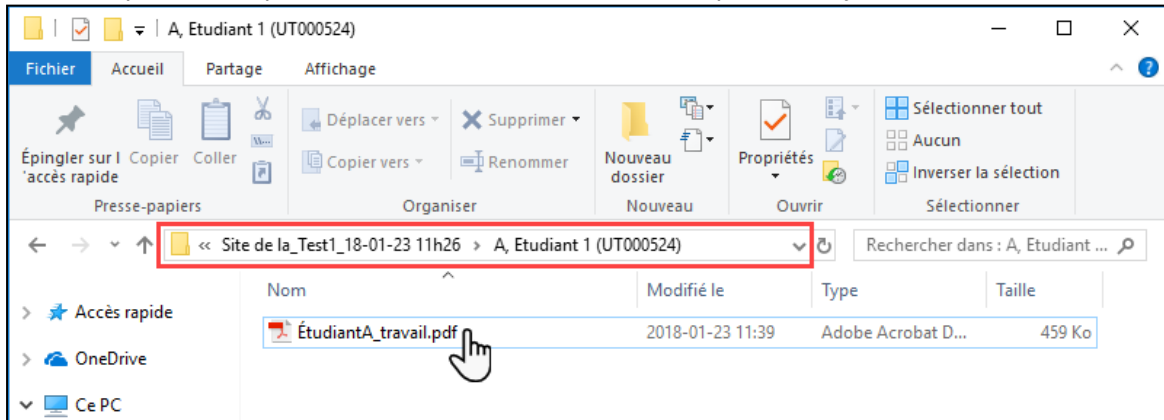 A, Etudiant 1 (UT000524)
Fichier Accueil Partage Affichage
Épingler sur l Copier Coller
'accès rapide
Déplacer vers
Copier vers
Supprimer
Renommer
Nouveau
dossier
Propriétés
Sélectionner tout
Aucun
Inverser la sélection
Presse-papiers Organiser Nouveau Ouvrir Sélectionner
« Site de la_Test1_18-01-23 11h26 > A, Etudiant 1 (UT000524) Rechercher dans : A, Etudiant ...
Nom Modifié le Type Taille
Accès rapide
ÉtudiantA_travail.pdf 2018-01-23 11:39 Adobe Acrobat D... 459 Ko
OneDrive
Ce PC